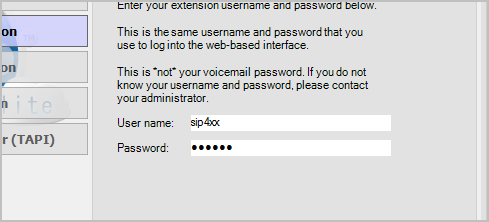 Enter your extension username and password below.
This is the same username and password that you
use to log into the web-based interface.
This is *not* your voicemail password. If you do not
know your username and password, please contact
your administrator.
User name: sip4xx
Password: ●●●●●●
on
on
n
ite
r (TAPI)